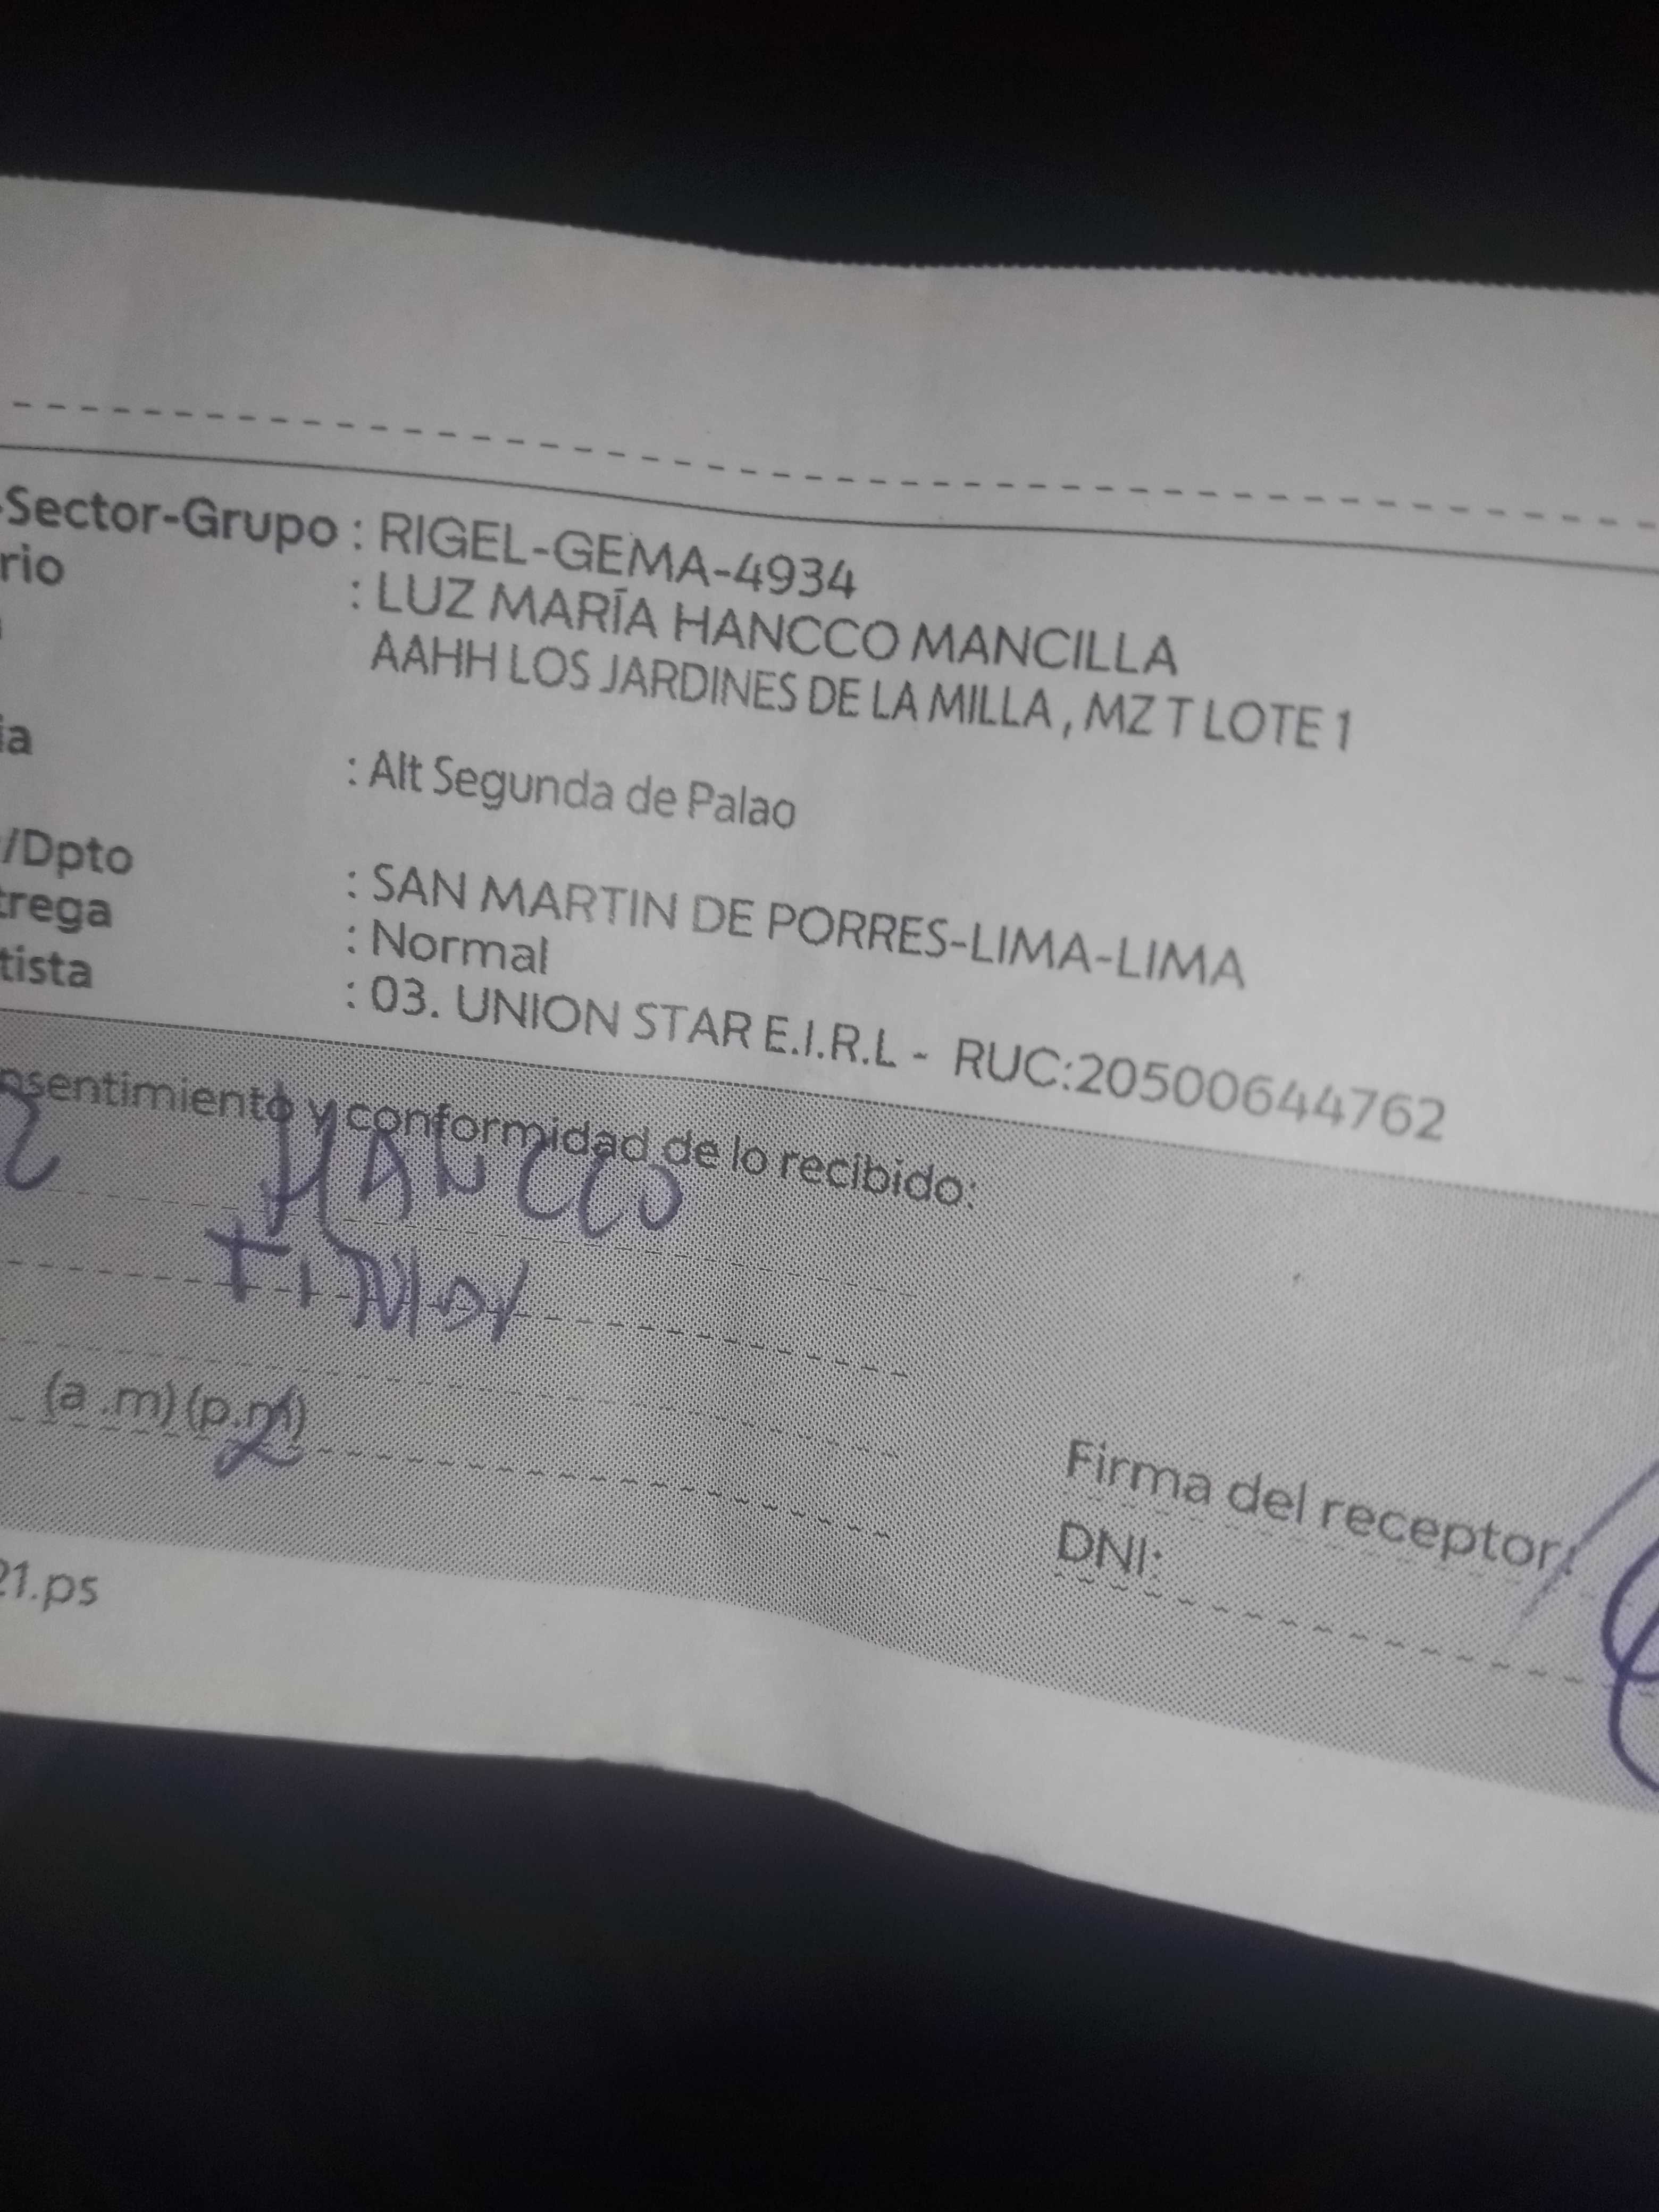 -Sector-Grupo : RIGEL-GEMA-4934
rio : LUZ MARÍA HANCCO MANCILLA
AAHH LOS JARDINES DE LA MILLA , MZ T LOTE 1
ia : Alt Segunda de Palao
/Dpto : SAN MARTIN DE PORRES-LIMA-LIMA
trega : Normal
tista : 03. UNION STAR E.I.R.L - RUC:20500644762
nsentimiento y conformidad de lo recibido:
HANCCO
(a .m) (p.m)
Firma del receptor:
DNI:
21.ps